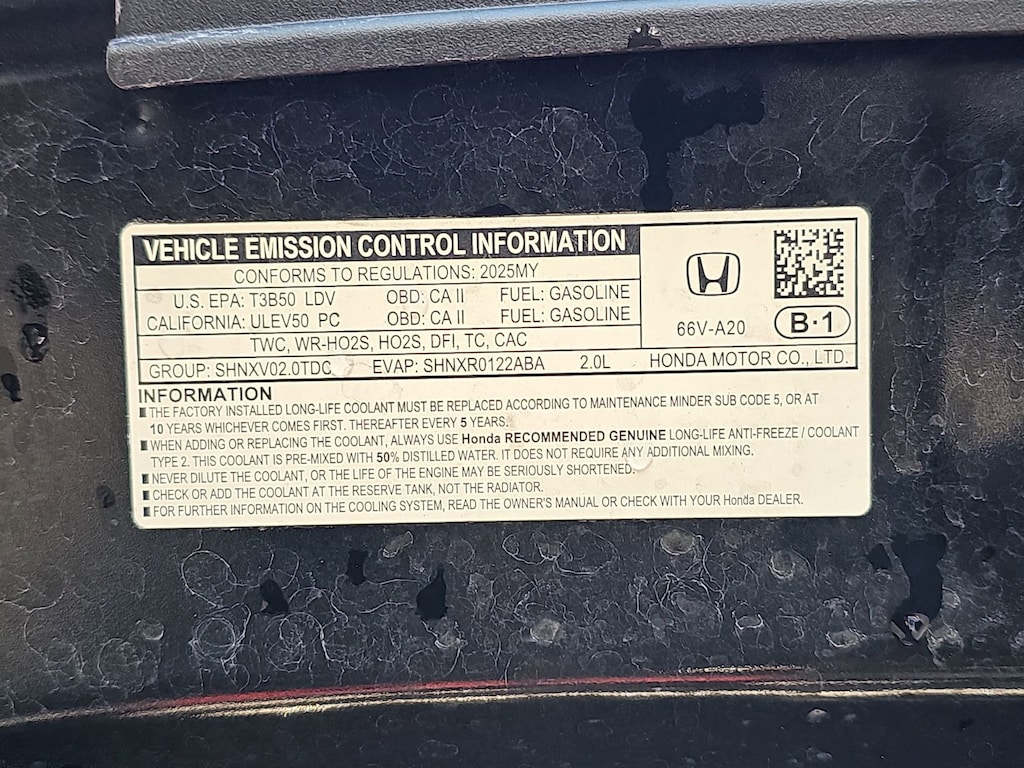 VEHICLE EMISSION CONTROL INFORMATION
CONFORMS TO REGULATIONS: 2025MY
U.S. EPA: T3B50 LDV OBD: CA II FUEL: GASOLINE
CALIFORNIA: ULEV50 PC OBD: CA II FUEL: GASOLINE
TWC, WR-HO2S, HO2S, DFI, TC, CAC
66V-A20
B·1
GROUP: SHNXV02.0TDC EVAP: SHNXR0122ABA 2.0L HONDA MOTOR CO., LTD.
INFORMATION
■ THE FACTORY INSTALLED LONG-LIFE COOLANT MUST BE REPLACED ACCORDING TO MAINTENANCE MINDER SUB CODE 5, OR AT
10 YEARS WHICHEVER COMES FIRST. THEREAFTER EVERY 5 YEARS.
■ WHEN ADDING OR REPLACING THE COOLANT, ALWAYS USE Honda RECOMMENDED GENUINE LONG-LIFE ANTI-FREEZE / COOLANT
TYPE 2. THIS COOLANT IS PRE-MIXED WITH 50% DISTILLED WATER. IT DOES NOT REQUIRE ANY ADDITIONAL MIXING.
■ NEVER DILUTE THE COOLANT, OR THE LIFE OF THE ENGINE MAY BE SERIOUSLY SHORTENED.
■ CHECK OR ADD THE COOLANT AT THE RESERVE TANK, NOT THE RADIATOR.
■ FOR FURTHER INFORMATION ON THE COOLING SYSTEM, READ THE OWNER'S MANUAL OR CHECK WITH YOUR Honda DEALER.